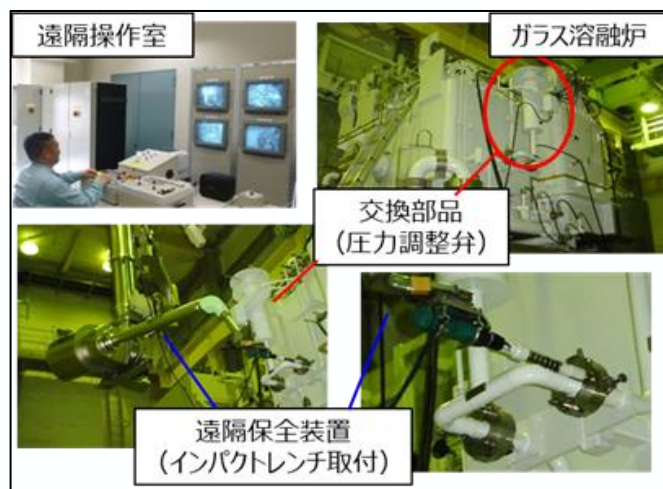 遠隔操作室
ガラス溶融炉
交換部品
(圧力調整弁)
遠隔保全装置
(インパクトレンチ取付)